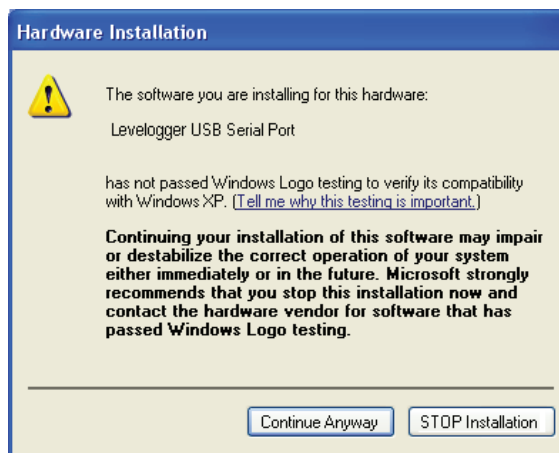 Hardware Installation
The software you are installing for this hardware:
Levelogger USB Serial Port
has not passed Windows Logo testing to verify its compatibility
with Windows XP. (Tell me why this testing is important.)
Continuing your installation of this software may impair
or destabilize the correct operation of your system
either immediately or in the future. Microsoft strongly
recommends that you stop this installation now and
contact the hardware vendor for software that has
passed Windows Logo testing.
Continue Anyway
STOP Installation